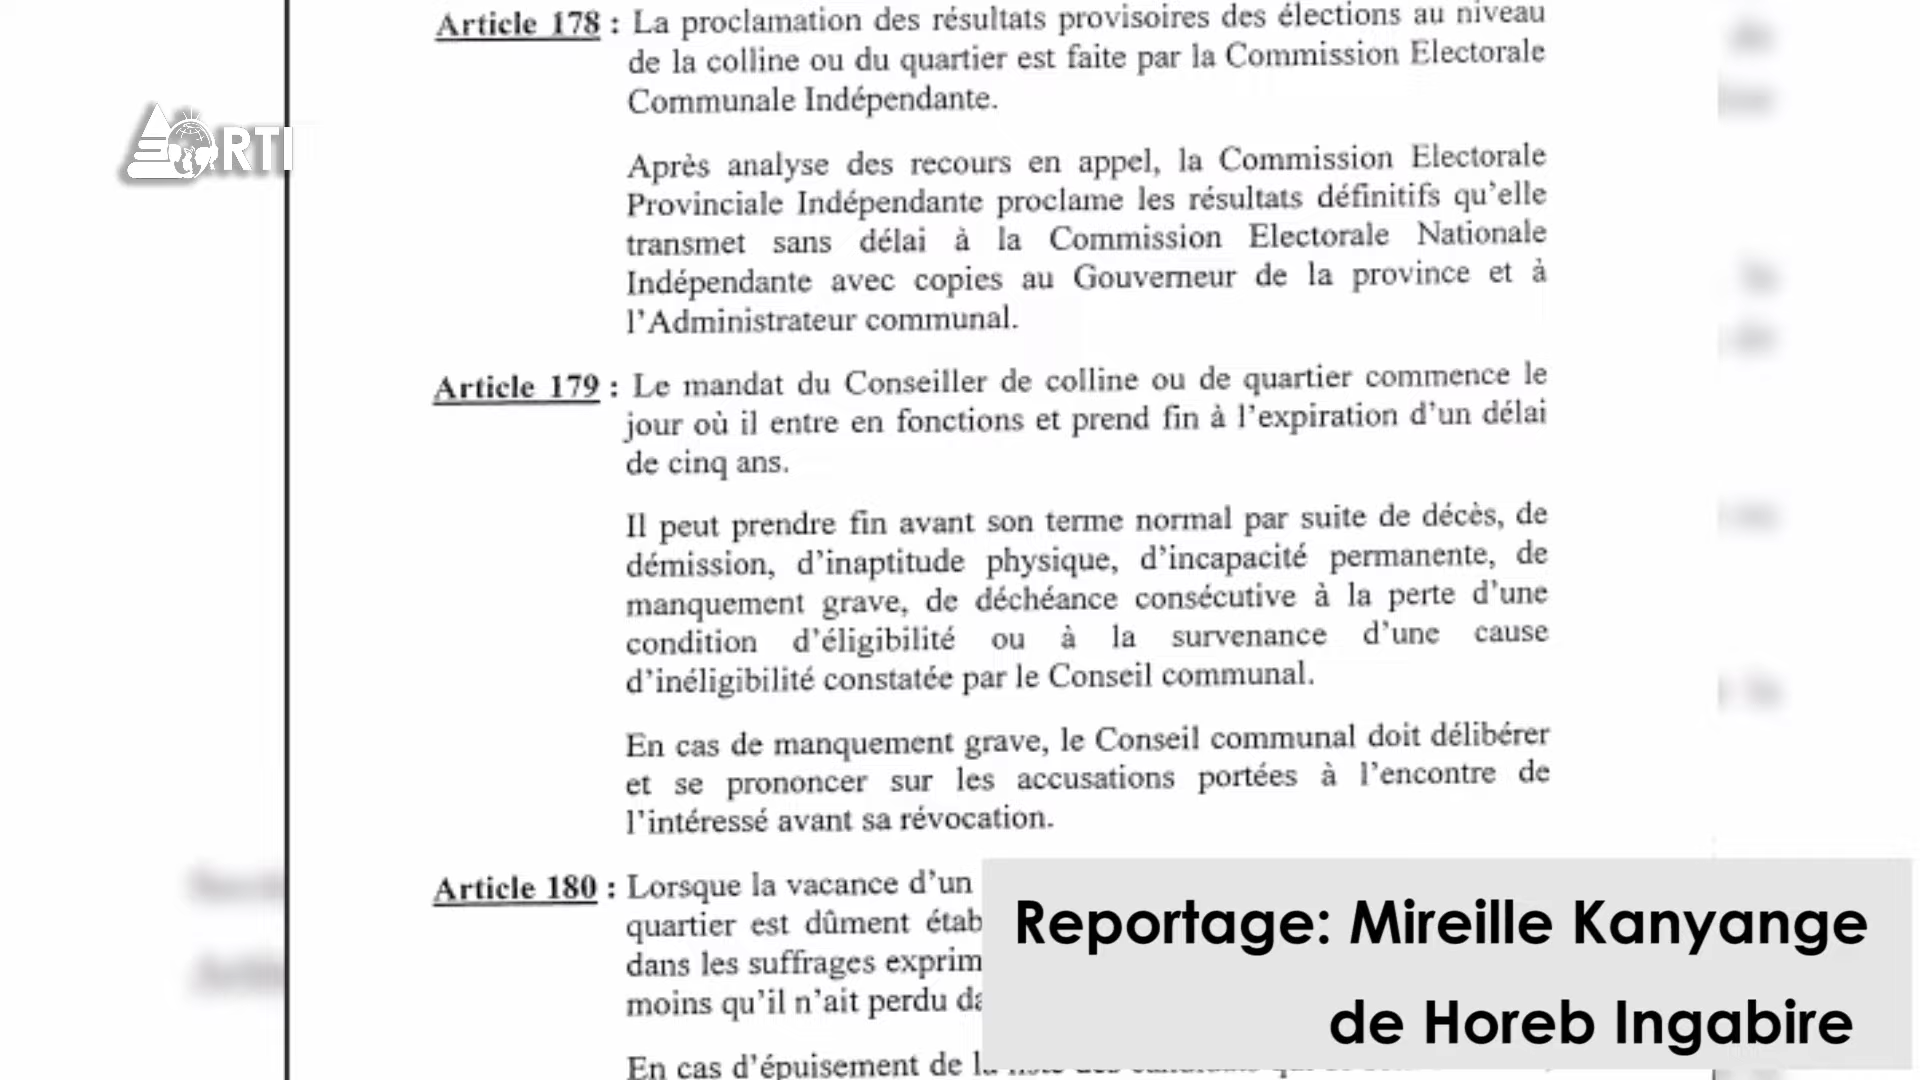 Article 178 : La proclamation des résultats provisoires des élections au niveau
de la colline ou du quartier est faite par la Commission Electorale
Communale Indépendante.
RTI
Après analyse des recours en appel, la Commission Electorale
Provinciale Indépendante proclame les résultats définitifs qu'elle
transmet sans délai à la Commission Electorale Nationale
Indépendante avec copies au Gouverneur de la province et à
l'Administrateur communal.
Article 179 : Le mandat du Conseiller de colline ou de quartier commence le
jour où il entre en fonctions et prend fin à l'expiration d'un délai
de cinq ans.
Il peut prendre fin avant son terme normal par suite de décès, de
démission, d'inaptitude physique, d'incapacité permanente, de
manquement grave, de déchéance consécutive à la perte d'une
condition d'éligibilité ou à la survenance d'une cause
d'inéligibilité constatée par le Conseil communal.
En cas de manquement grave, le Conseil communal doit délibérer
et se prononcer sur les accusations portées à l'encontre de
l'intéressé avant sa révocation.
Article 180 : Lorsque la vacance d'un
quartier est dûment étab
dans les suffrages exprim
moins qu'il n'ait perdu da
En cas d'épuisement de
Reportage: Mireille Kanyange
de Horeb Ingabire